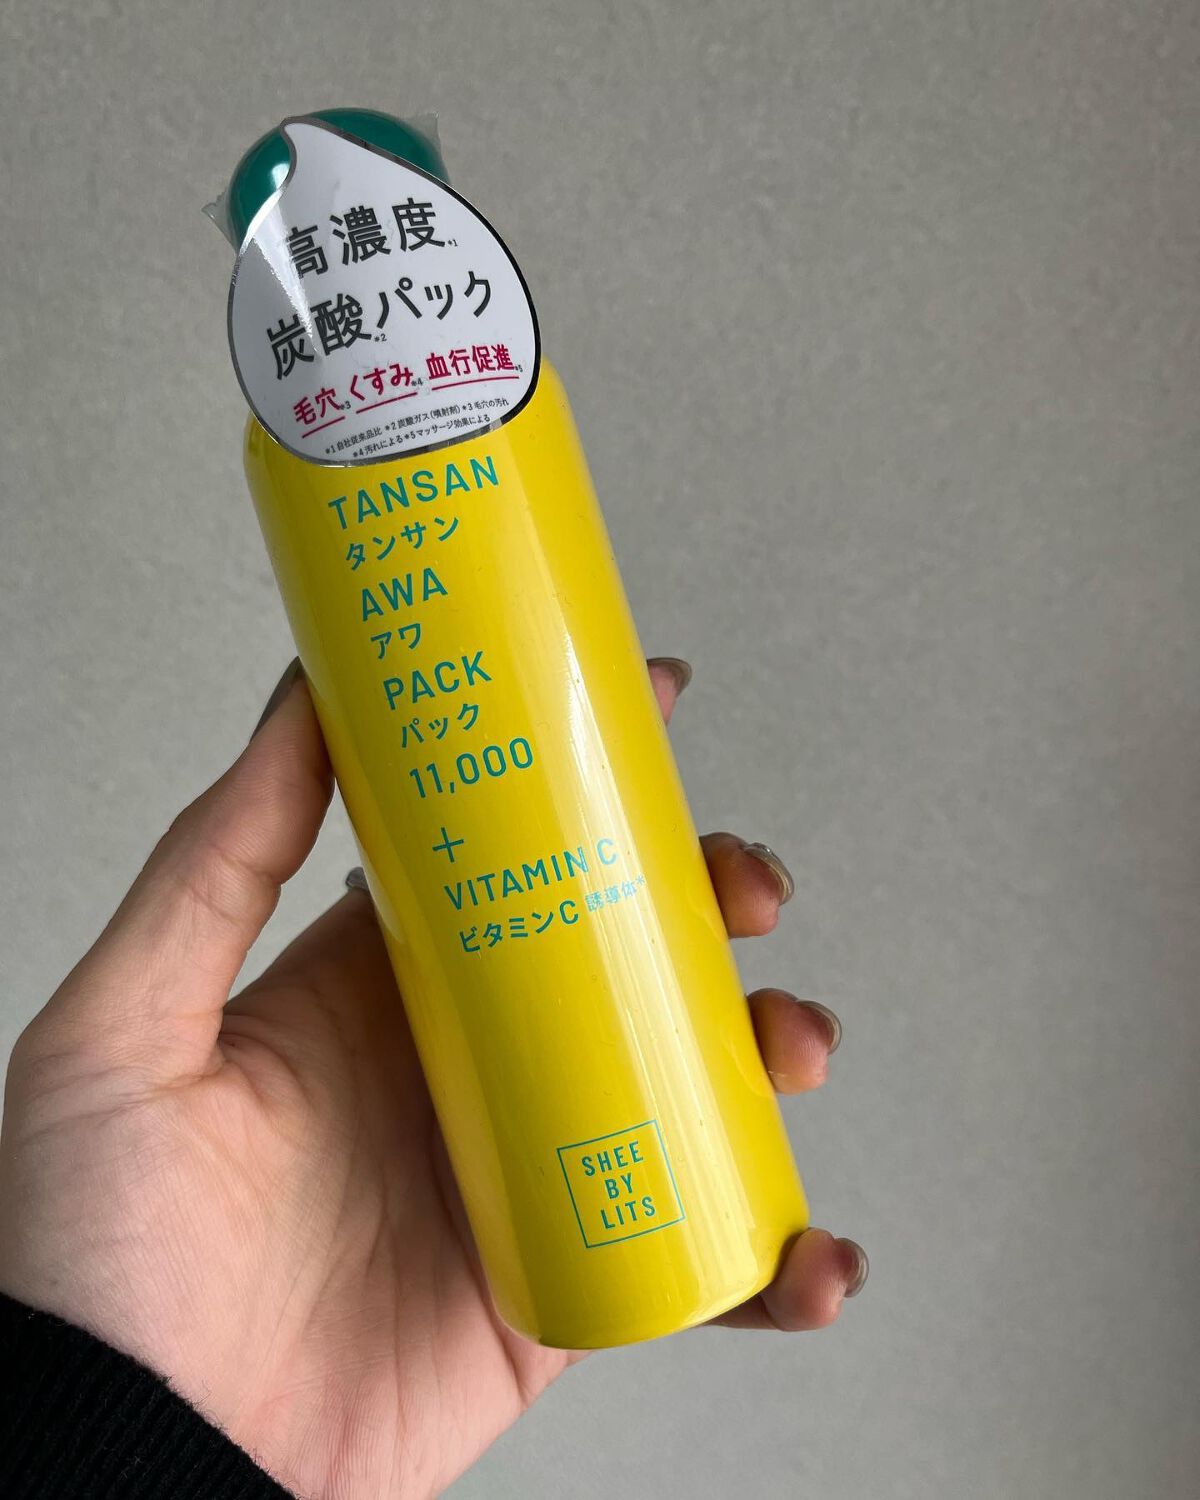 高濃度*1
炭酸*2パック
毛穴*3くすみ*4 血行促進*5
*1自社従来品比 *2炭酸ガス(噴射剤) *3毛穴の汚れ
*4汚れによる *5マッサージ効果による
TANSAN
タンサン
AWA
アワ
PACK
パック
11,000
+
VITAMIN C
ビタミンC誘導体*
SHEE
BY
LITS